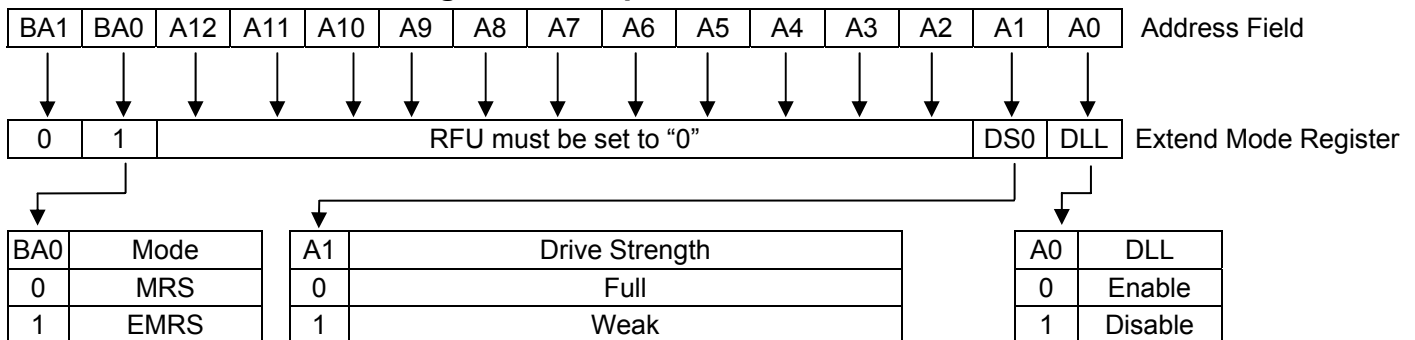 BA1 BA0 A12 A11 A10 A9 A8 A7 A6 A5 A4 A3 A2 A1 A0 Address Field
0 1 RFU must be set to “0” DS0 DLL Extend Mode Register
BA0 Mode A1 Drive Strength A0 DLL
0 MRS 0 Full 0 Enable
1 EMRS 1 Weak 1 Disable